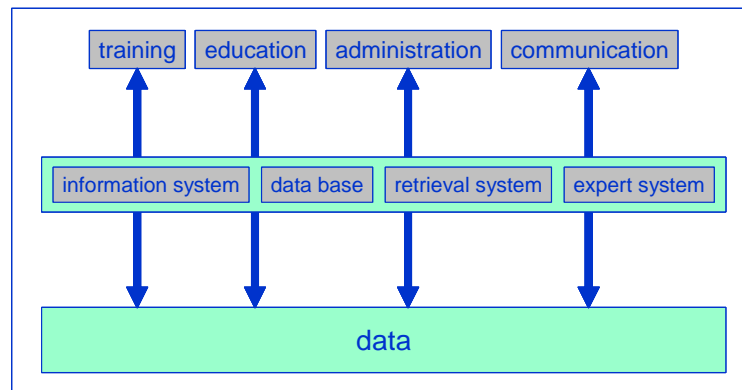 training education administration communication
information system data base retrieval system expert system
data